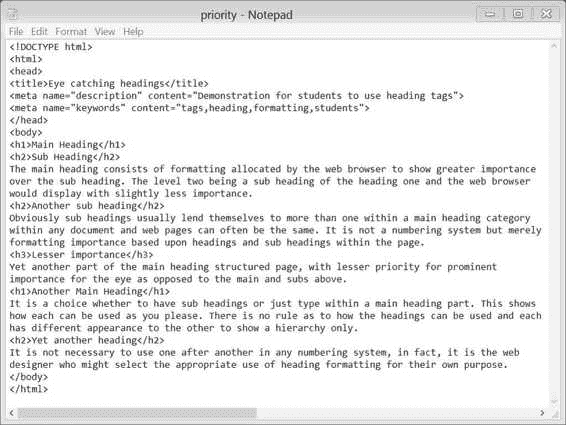 priority - Notepad
File Edit Format View Help
<!DOCTYPE html>
<html>
<head>
<title>Eye catching headings</title>
<meta name="description" content="Demonstration for students to use heading tags">
<meta name="keywords" content="tags,heading,formatting,students">
</head>
<body>
<h1>Main Heading</h1>
<h2>Sub Heading</h2>
The main heading consists of formatting allocated by the web browser to show greater importance
over the sub heading. The level two being a sub heading of the heading one and the web browser
would display with slightly less importance.
<h2>Another sub heading</h2>
Obviously sub headings usually lend themselves to more than one within a main heading category
within any document and web pages can often be the same. It is not a numbering system but merely
formatting importance based upon headings and sub headings within the page.
<h3>Lesser importance</h3>
Yet another part of the main heading structured page, with lesser priority for prominent
importance for the eye as opposed to the main and subs above.
<h1>Another Main Heading</h1>
It is a choice whether to have sub headings or just type within a main heading part. This shows
how each can be used as you please. There is no rule as to how the headings can be used and each
has different appearance to the other to show a hierarchy only.
<h2>Yet another heading</h2>
It is not necessary to use one after another in any numbering system, in fact, it is the web
designer who might select the appropriate use of heading formatting for their own purpose.
</body>
</html>